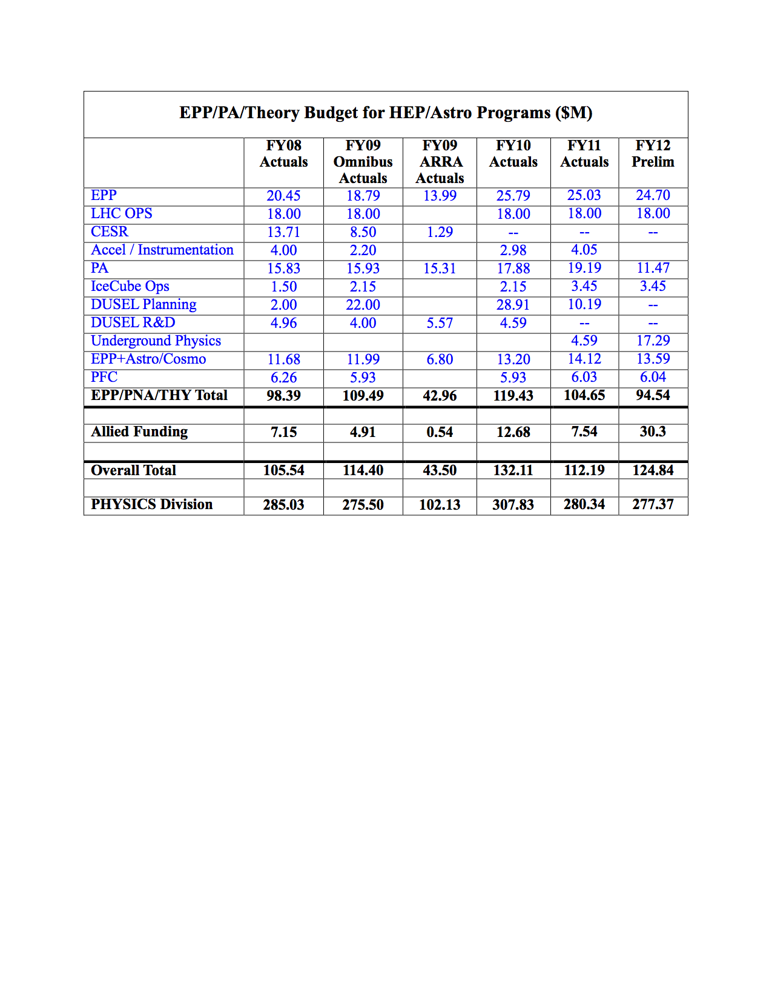 EPP/PA/Theory Budget for HEP/Astro Programs ($M)
FY08 Actuals FY09 Omnibus Actuals FY09 ARRA Actuals FY10 Actuals FY11 Actuals FY12 Prelim
EPP 20.45 18.79 13.99 25.79 25.03 24.70
LHC OPS 18.00 18.00 18.00 18.00 18.00
CESR 13.71 8.50 1.29 -- -- --
Accel / Instrumentation 4.00 2.20 2.98 4.05
PA 15.83 15.93 15.31 17.88 19.19 11.47
IceCube Ops 1.50 2.15 2.15 3.45 3.45
DUSEL Planning 2.00 22.00 28.91 10.19 --
DUSEL R&D 4.96 4.00 5.57 4.59 -- --
Underground Physics 4.59 17.29
EPP+Astro/Cosmo 11.68 11.99 6.80 13.20 14.12 13.59
PFC 6.26 5.93 5.93 6.03 6.04
EPP/PNA/THY Total 98.39 109.49 42.96 119.43 104.65 94.54
Allied Funding 7.15 4.91 0.54 12.68 7.54 30.3
Overall Total 105.54 114.40 43.50 132.11 112.19 124.84
PHYSICS Division 285.03 275.50 102.13 307.83 280.34 277.37